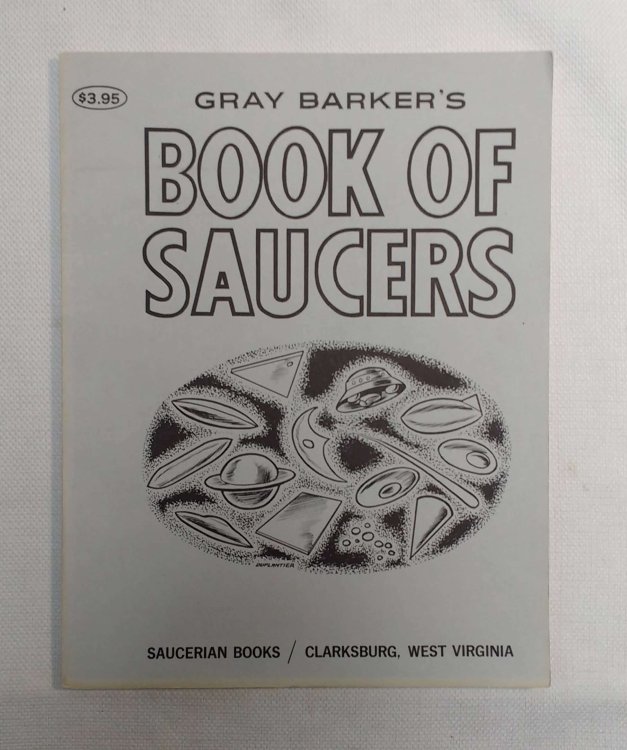 $3.95
GRAY BARKER'S
BOOK OF
SAUCERS
DUPLANTIER
SAUCERIAN BOOKS / CLARKSBURG, WEST VIRGINIA